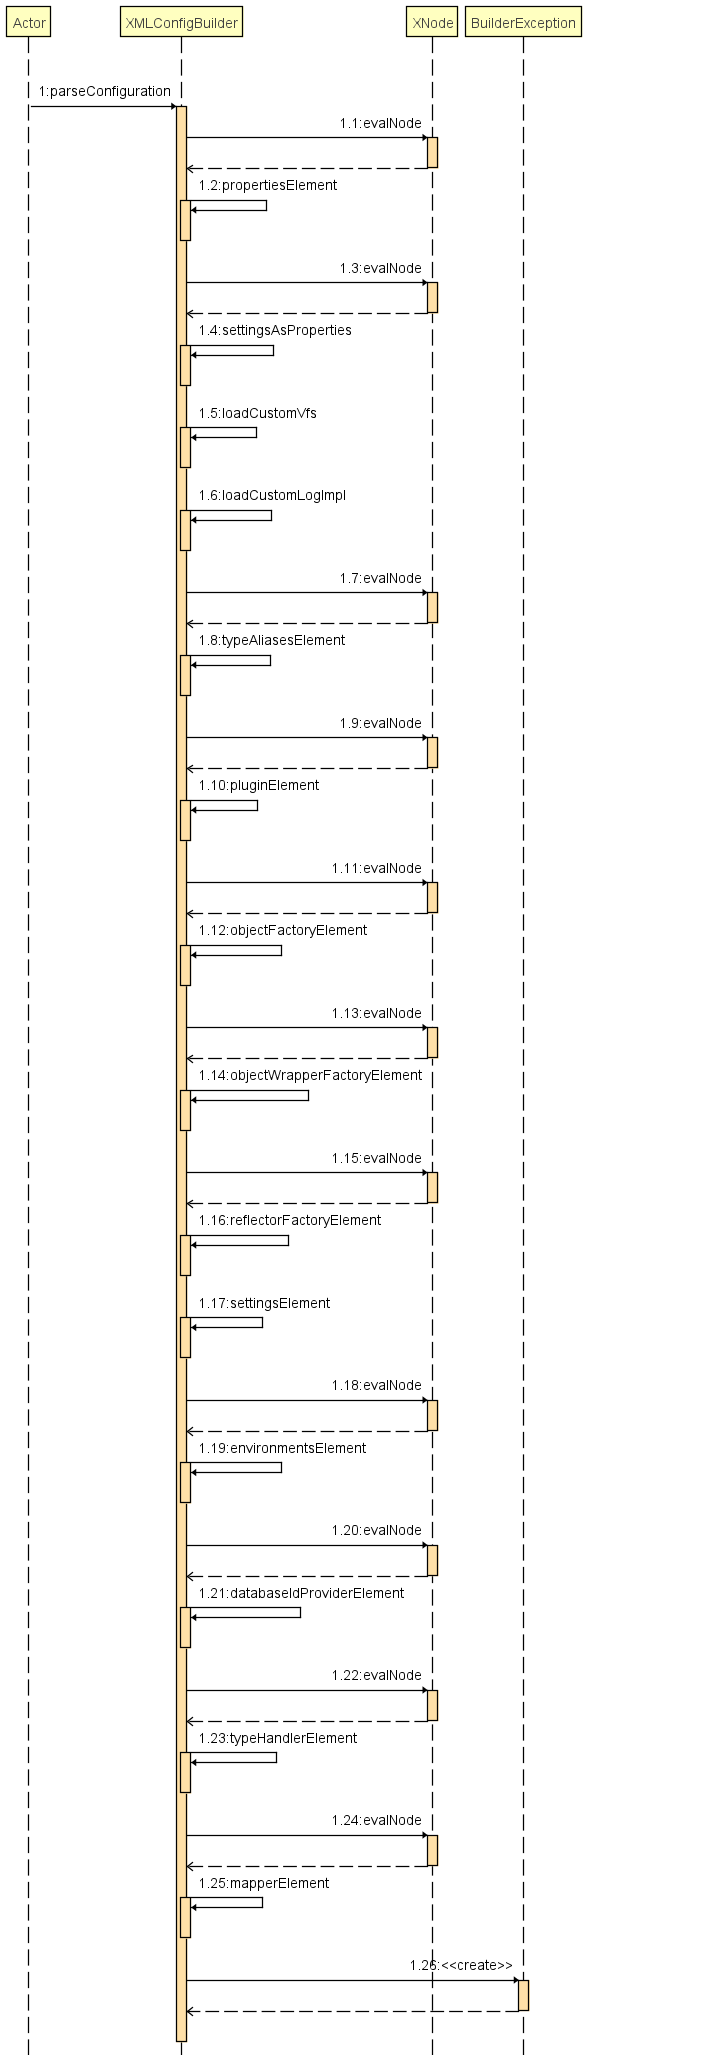 Actor
XMLConfigBuilder
XNode
BuilderException
1:parseConfiguration
1.1:evalNode
1.2:propertiesElement
1.3:evalNode
1.4:settingsAsProperties
1.5:loadCustomVfs
1.6:loadCustomLogImpl
1.7:evalNode
1.8:typeAliasesElement
1.9:evalNode
1.10:pluginElement
1.11:evalNode
1.12:objectFactoryElement
1.13:evalNode
1.14:objectWrapperFactoryElement
1.15:evalNode
1.16:reflectorFactoryElement
1.17:settingsElement
1.18:evalNode
1.19:environmentsElement
1.20:evalNode
1.21:databaseIdProviderElement
1.22:evalNode
1.23:typeHandlerElement
1.24:evalNode
1.25:mapperElement
1.26:<<create>>